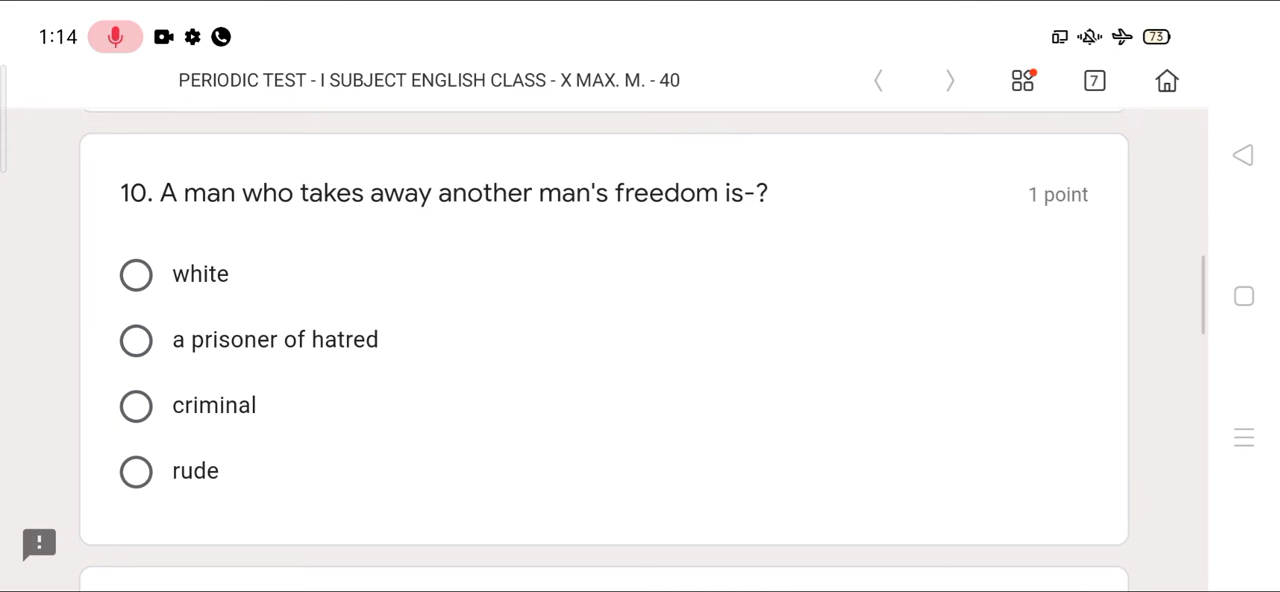 1:14 73
PERIODIC TEST - I SUBJECT ENGLISH CLASS - X MAX. M. - 40 7
10. A man who takes away another man's freedom is-? 1 point
white
a prisoner of hatred
criminal
rude